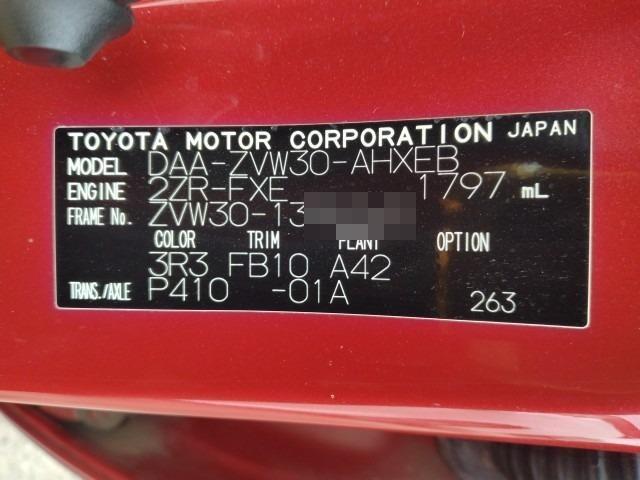 TOYOTA MOTOR CORPORATION JAPAN
MODEL DAA-ZVW30-AHXEB
ENGINE 2ZR-FXE 1797 mL
FRAME No. ZVW30-13
COLOR TRIM PLANT OPTION
3R3 FB10 A42
TRANS./AXLE P410 -01A 263